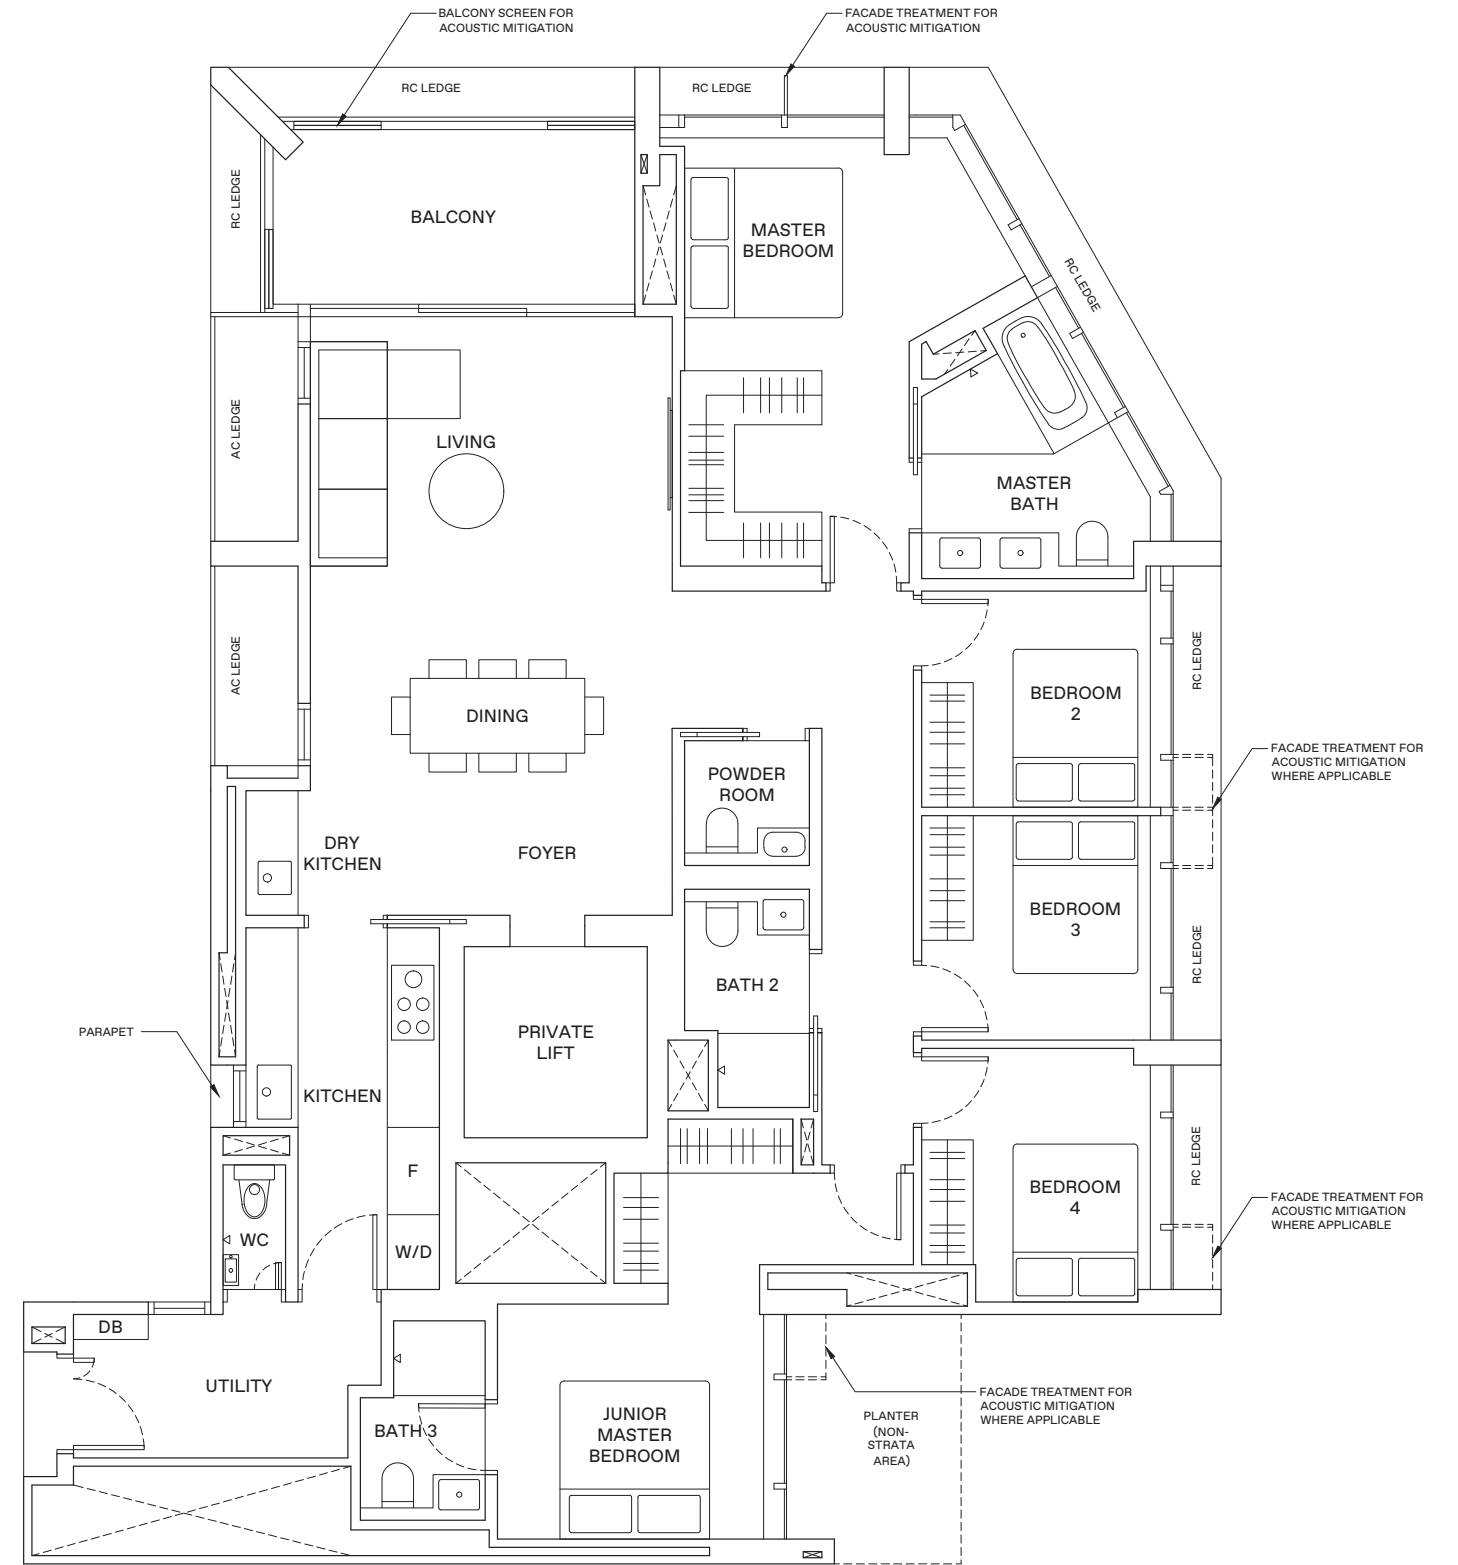 BALCONY SCREEN FOR
ACOUSTIC MITIGATION
FACADE TREATMENT FOR
ACOUSTIC MITIGATION
RC LEDGE
RC LEDGE
RC LEDGE
BALCONY
MASTER
BEDROOM
RC LEDGE
AC LEDGE
LIVING
MASTER
BATH
AC LEDGE
DINING
BEDROOM
2
RC LEDGE
FACADE TREATMENT FOR
ACOUSTIC MITIGATION
WHERE APPLICABLE
POWDER
ROOM
DRY
KITCHEN
FOYER
BEDROOM
3
RC LEDGE
BATH 2
PRIVATE
LIFT
PARAPET
KITCHEN
F
BEDROOM
4
RC LEDGE
FACADE TREATMENT FOR
ACOUSTIC MITIGATION
WHERE APPLICABLE
WC
W/D
DB
UTILITY
BATH 3
JUNIOR
MASTER
BEDROOM
PLANTER
(NON-
STRATA
AREA)
FACADE TREATMENT FOR
ACOUSTIC MITIGATION
WHERE APPLICABLE